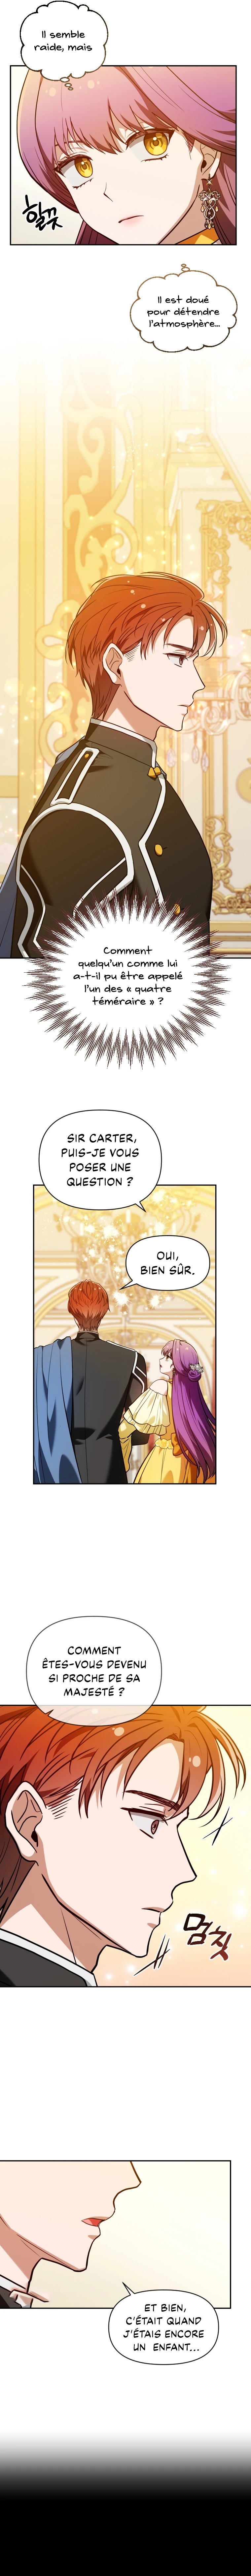 Il semble
raide, mais
힐끗
Il est doué
pour détendre
l'atmosphère...
Comment
quelqu'un comme lui
a-t-il pu être appelé
l'un des « quatre
téméraire » ?
SIR CARTER,
PUIS-JE VOUS
POSER UNE
QUESTION ?
OUI,
BIEN SÛR.
COMMENT
ÊTES-VOUS DEVENU
SI PROCHE DE SA
MAJESTÉ ?
멈칫
ET BIEN,
C'ÉTAIT QUAND
J'ÉTAIS ENCORE
UN ENFANT...